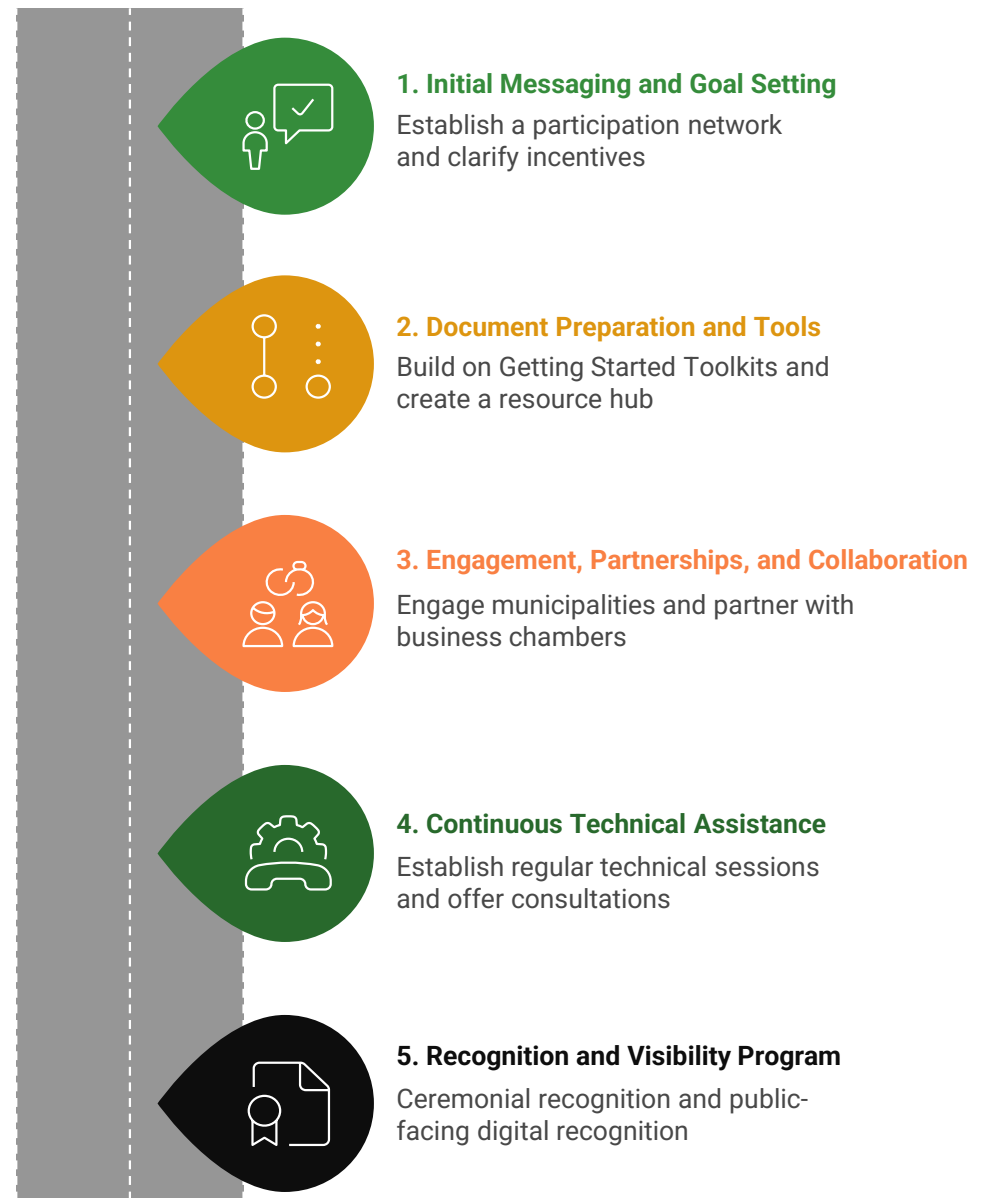 1. Initial Messaging and Goal Setting
Establish a participation network
and clarify incentives
2. Document Preparation and Tools
Build on Getting Started Toolkits and
create a resource hub
3. Engagement, Partnerships, and Collaboration
Engage municipalities and partner with
business chambers
4. Continuous Technical Assistance
Establish regular technical sessions
and offer consultations
5. Recognition and Visibility Program
Ceremonial recognition and public-
facing digital recognition